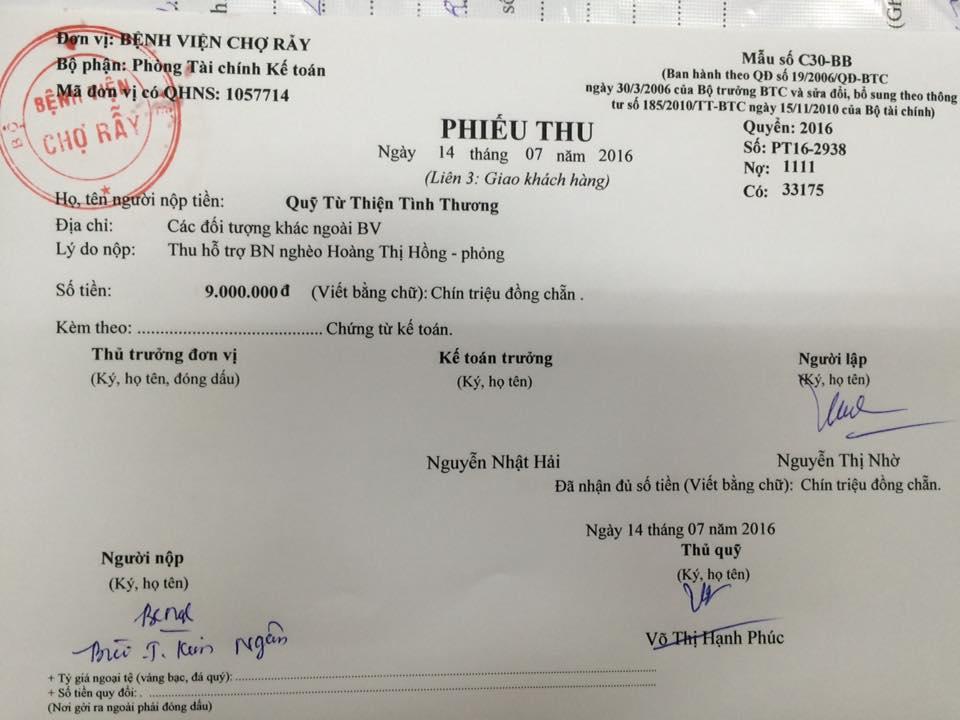 Đơn vị: BỆNH VIỆN CHỢ RẪY
Bộ phận: Phòng Tài chính Kế toán
Mã đơn vị có QHNS: 1057714
BỘ
BỆNH VIỆN
CHỢ RẪY
Mẫu số C30-BB
(Ban hành theo QĐ số 19/2006/QĐ-BTC
ngày 30/3/2006 của Bộ trưởng BTC và sửa đổi, bổ sung theo thông
tư số 185/2010/TT-BTC ngày 15/11/2010 của Bộ tài chính)
PHIẾU THU
Ngày 14 tháng 07 năm 2016
(Liên 3: Giao khách hàng)
Quyển: 2016
Số: PT16-2938
Nợ: 1111
Có: 33175
Họ, tên người nộp tiền: Quỹ Từ Thiện Tình Thương
Địa chỉ: Các đối tượng khác ngoài BV
Lý do nộp: Thu hỗ trợ BN nghèo Hoàng Thị Hồng - phỏng
Số tiền: 9.000.000đ (Viết bằng chữ): Chín triệu đồng chẵn .
Kèm theo: .................................. Chứng từ kế toán.
Thủ trưởng đơn vị Kế toán trưởng Người lập
(Ký, họ tên, đóng dấu) (Ký, họ tên) (Ký, họ tên)
Nguyễn Nhật Hải Nguyễn Thị Nhờ
Đã nhận đủ số tiền (Viết bằng chữ): Chín triệu đồng chẵn.
Ngày 14 tháng 07 năm 2016
Người nộp Thủ quỹ
(Ký, họ tên) (Ký, họ tên)
T. Kim Ngân
Võ Thị Hạnh Phúc
+ Tỷ giá ngoại tệ (vàng bạc, đá quý): ..................
+ Số tiền quy đổi: . ..................
(Nơi gởi ra ngoài phải đóng dấu)